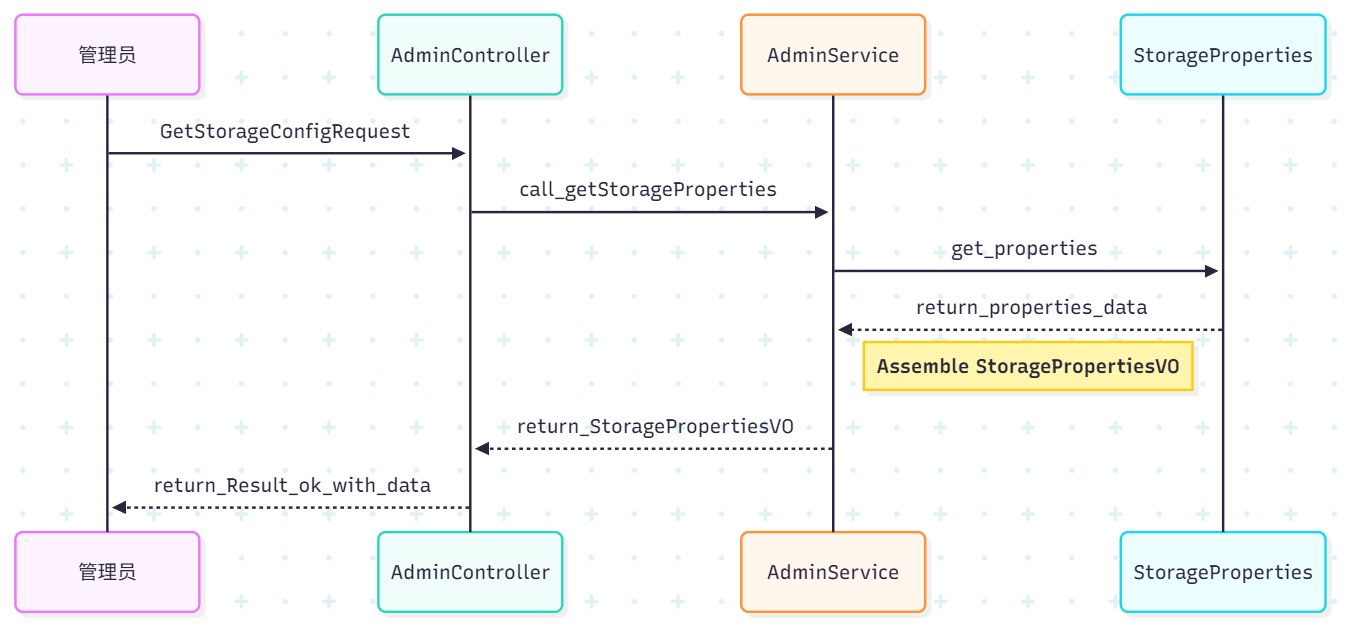 管理员
AdminController
AdminService
StorageProperties
GetStorageConfigRequest
call_getStorageProperties
get_properties
return_properties_data
Assemble StoragePropertiesVO
return_StoragePropertiesVO
return_Result_ok_with_data
管理员
AdminController
AdminService
StorageProperties